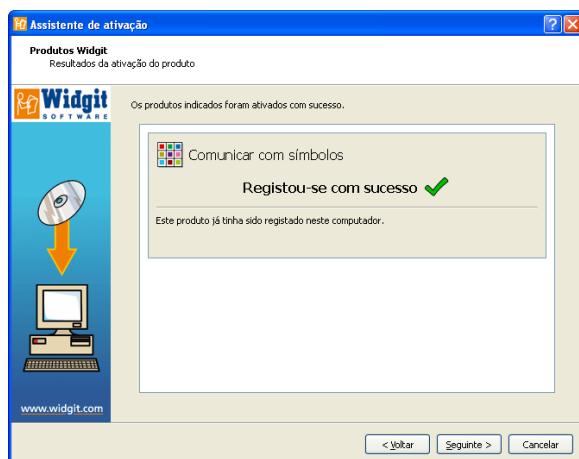 Assistente de ativação
Produtos Widgit
Resultados da ativação do produto
Widgit
SOFTWARE
Os produtos indicados foram ativados com sucesso.
Comunicar com símbolos
Registou-se com sucesso
Este produto já tinha sido registado neste computador.
www.widgit.com
< Voltar Seguinte > Cancelar